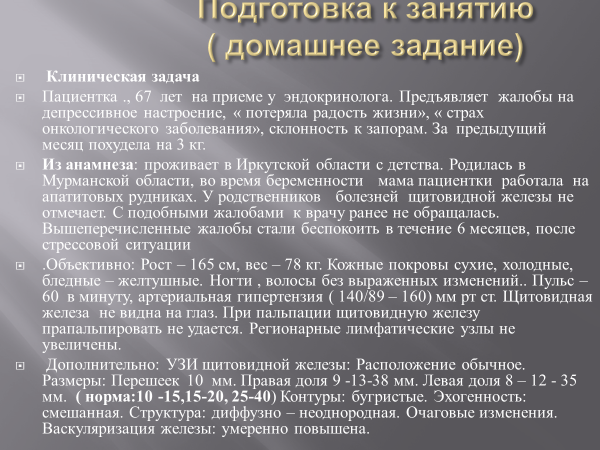 Подготовка к занятию
( домашнее задание)
Клиническая задача
Пациентка ., 67 лет на приеме у эндокринолога. Предъявляет жалобы на
депрессивное настроение, « потеряла радость жизни», « страх
онкологического заболевания», склонность к запорам. За предыдущий
месяц похудела на 3 кг.
Из анамнеза: проживает в Иркутской области с детства. Родилась в
Мурманской области, во время беременности мама пациентки работала на
апатитовых рудниках. У родственников болезней щитовидной железы не
отмечает. С подобными жалобами к врачу ранее не обращалась.
Вышеперечисленные жалобы стали беспокоить в течение 6 месяцев, после
стрессовой ситуации
.Объективно: Рост – 165 см, вес – 78 кг. Кожные покровы сухие, холодные,
бледные – желтушные. Ногти , волосы без выраженных изменений.. Пульс –
60 в минуту, артериальная гипертензия ( 140/89 – 160) мм рт ст. Щитовидная
железа не видна на глаз. При пальпации щитовидную железу
прапальпировать не удается. Регионарные лимфатические узлы не
увеличены.
Дополнительно: УЗИ щитовидной железы: Расположение обычное.
Размеры: Перешеек 10 мм. Правая доля 9 -13-38 мм. Левая доля 8 – 12 - 35
мм. ( норма:10 -15,15-20, 25-40) Контуры: бугристые. Эхогенность:
смешанная. Структура: диффузно – неоднородная. Очаговые изменения.
Васкуляризация железы: умеренно повышена.